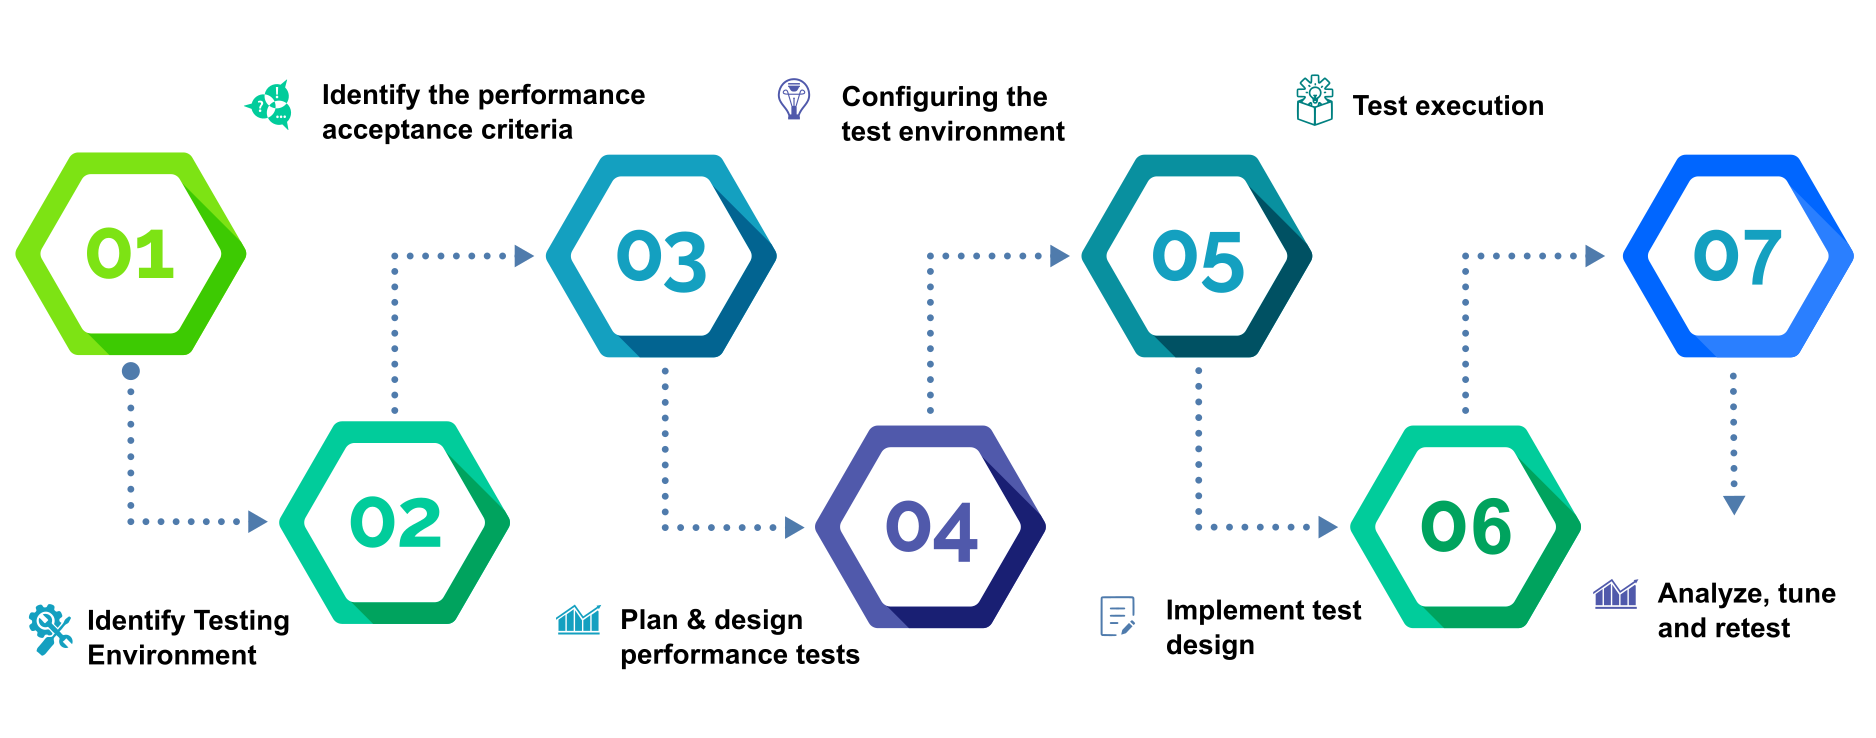 01
Identify Testing
Environment
02
Identify the performance
acceptance criteria
03
Plan & design
performance tests
04
Configuring the
test environment
05
Implement test
design
06
Test execution
07
Analyze, tune
and retest